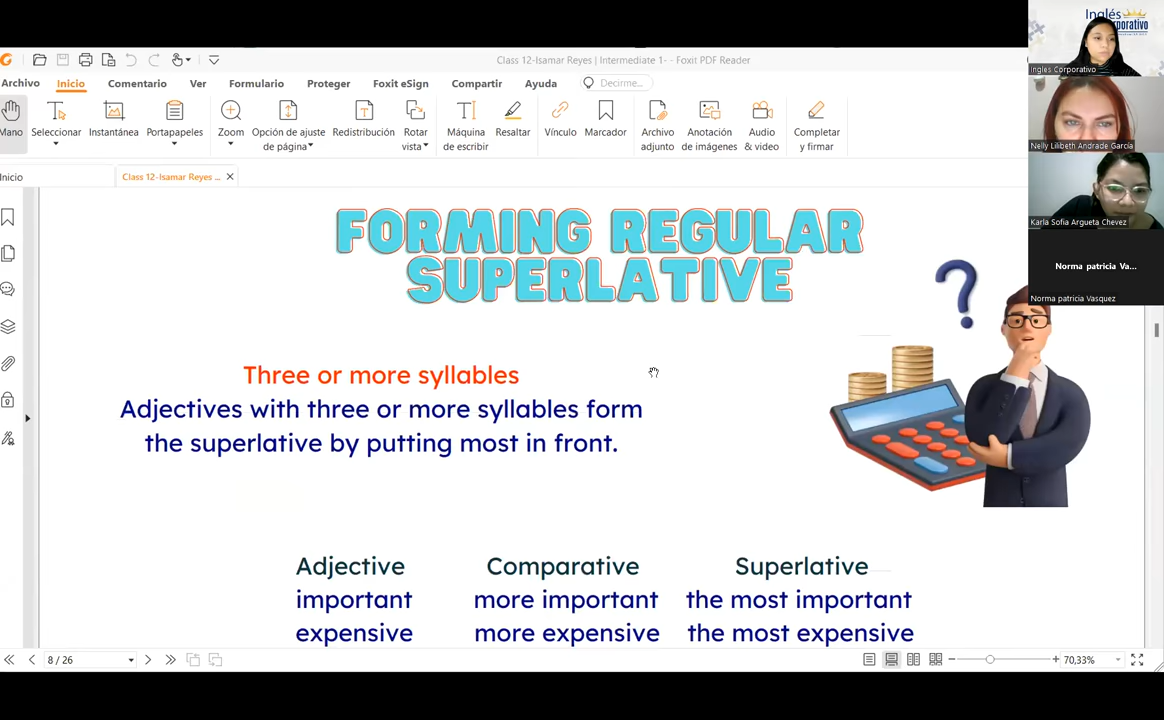 Class 12-Isamar Reyes | Intermediate 1- - Foxit PDF Reader
Archivo Inicio Comentario Ver Formulario Proteger Foxit eSign Compartir Ayuda Decirme...
Mano Seleccionar Instantánea Portapapeles Zoom Opción de ajuste de página Redistribución Rotar vista Máquina de escribir Resaltar Vínculo Marcador Archivo adjunto Anotación de imágenes Audio & video Completar y firmar
Inicio Class 12-Isamar Reyes ...
FORMING REGULAR
SUPERLATIVE
Three or more syllables
Adjectives with three or more syllables form
the superlative by putting most in front.
Adjective Comparative Superlative
important more important the most important
expensive more expensive the most expensive
8 / 26
70,33%
Inglés
Corporativo
Ingles Corporativo
Nelly Lilibeth Andrade García
Karla Sofia Argueta Chevez
Norma patricia Va...
Norma patricia Vasquez